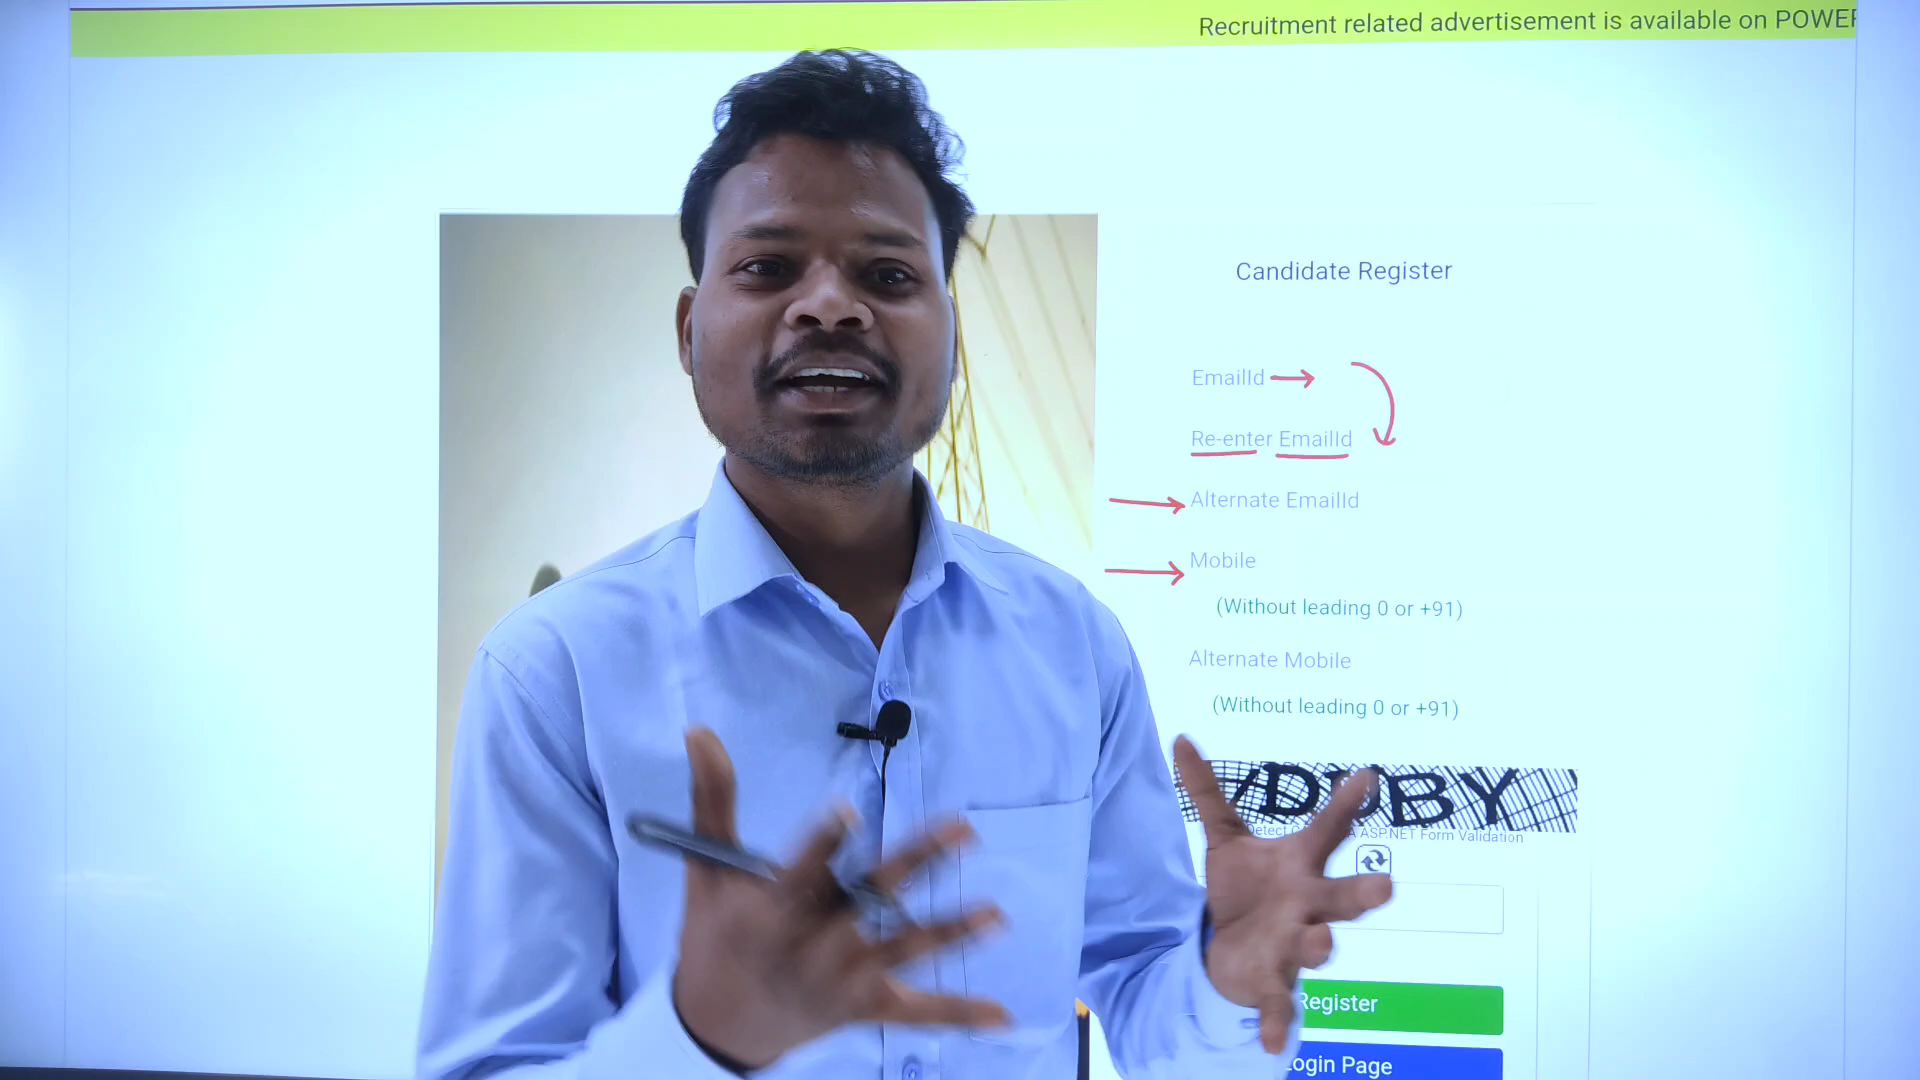 Recruitment related advertisement is available on
Candidate Register
EmailId
Re-enter EmailId
Alternate EmailId
Mobile
(Without leading 0 or +91)
Alternate Mobile
(Without leading 0 or +91)
ASP.NET Form Validation
Register
Login Page